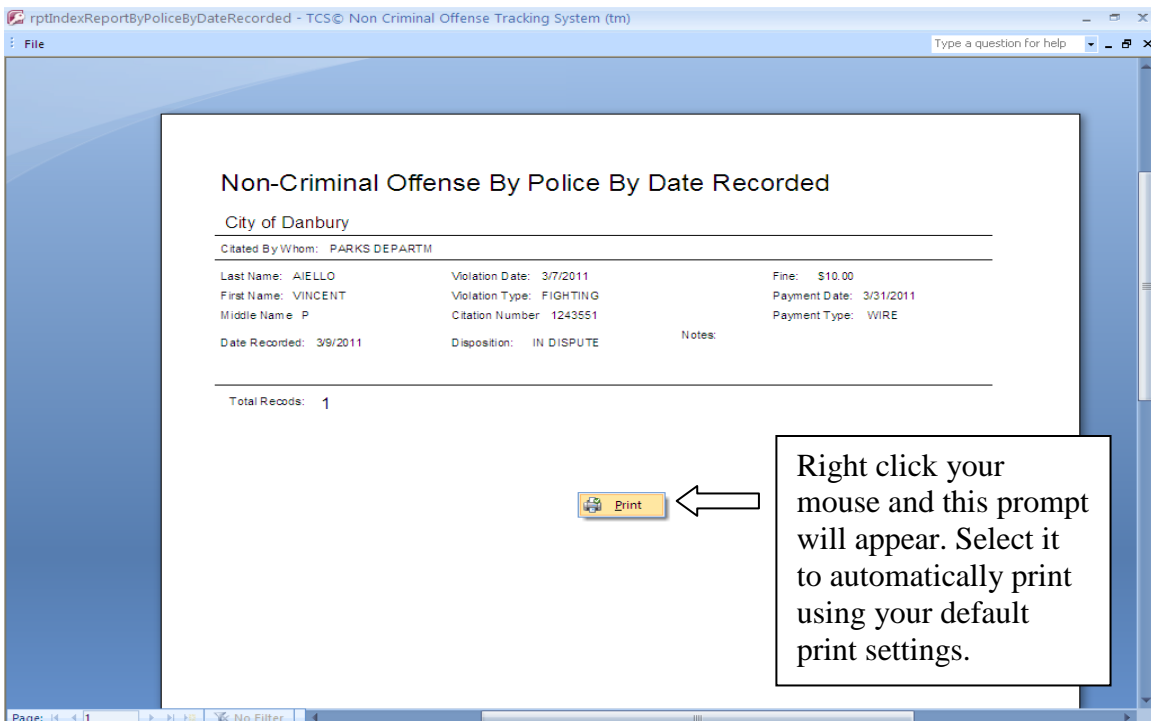 rptIndexReportByPoliceByDateRecorded - TCS© Non Criminal Offense Tracking System (tm)
File
Type a question for help
Non-Criminal Offense By Police By Date Recorded
City of Danbury
Citated By Whom: PARKS DEPARTM
Last Name: AIELLO Violation Date: 3/7/2011 Fine: $10.00
First Name: VINCENT Violation Type: FIGHTING Payment Date: 3/31/2011
Middle Name P Citation Number 1243551 Payment Type: WIRE
Notes:
Date Recorded: 3/9/2011 Disposition: IN DISPUTE
Total Recods: 1
Print
Right click your
mouse and this prompt
will appear. Select it
to automatically print
using your default
print settings.
Page: 1 No Filter